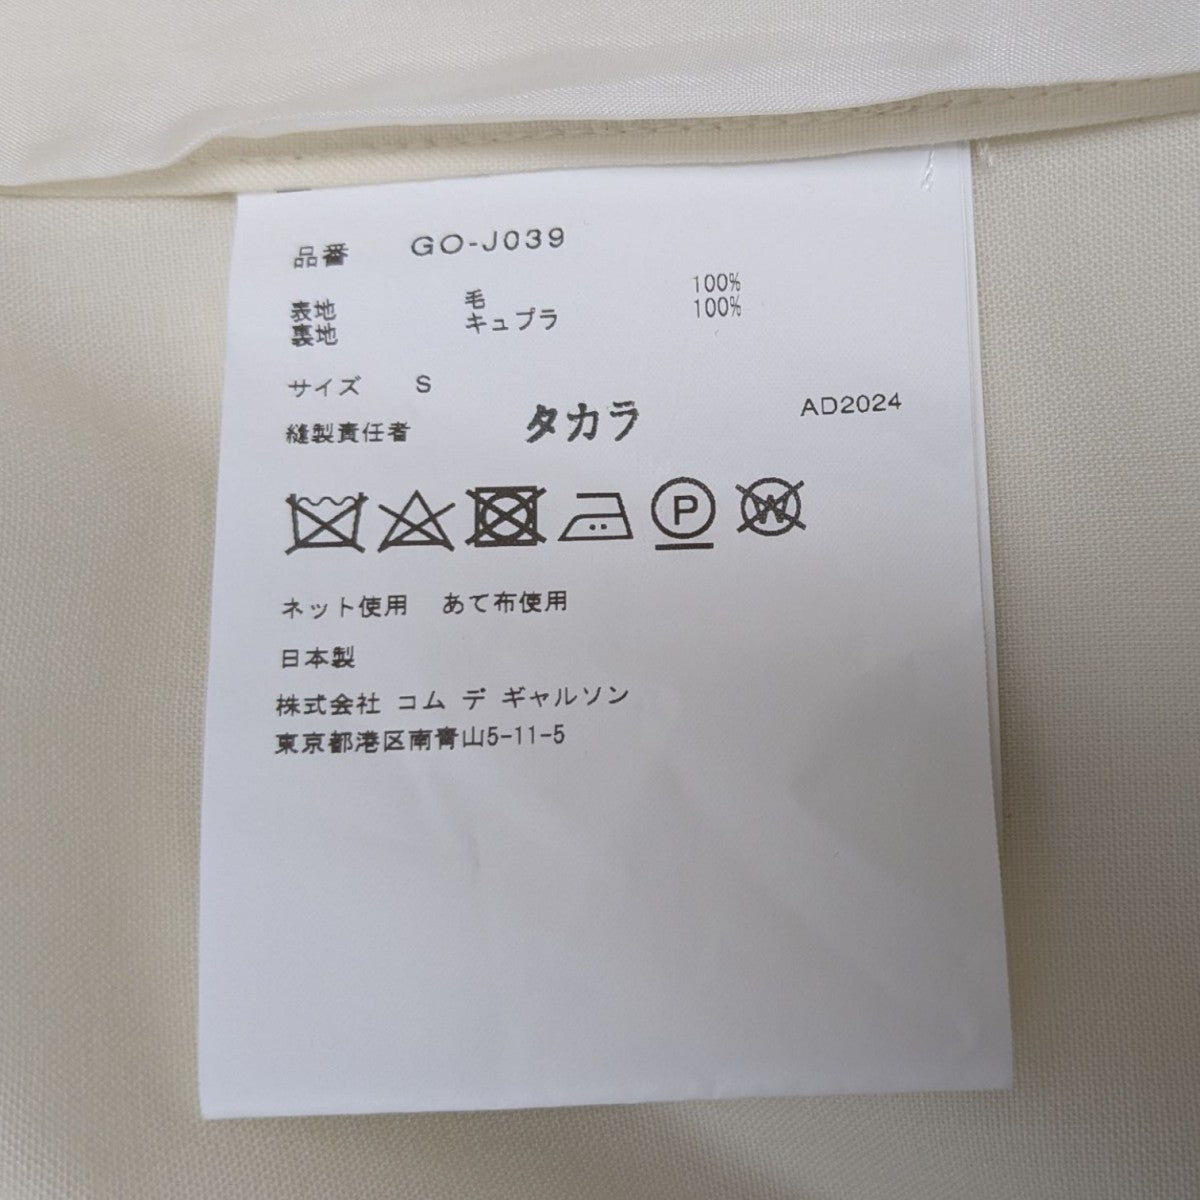 品番 GO-J039
表地 毛 100%
裏地 キュプラ 100%
サイズ S
縫製責任者 タカラ AD2024
P W
ネット使用 あて布使用
日本製
株式会社 コム デ ギャルソン
東京都港区南青山5-11-5